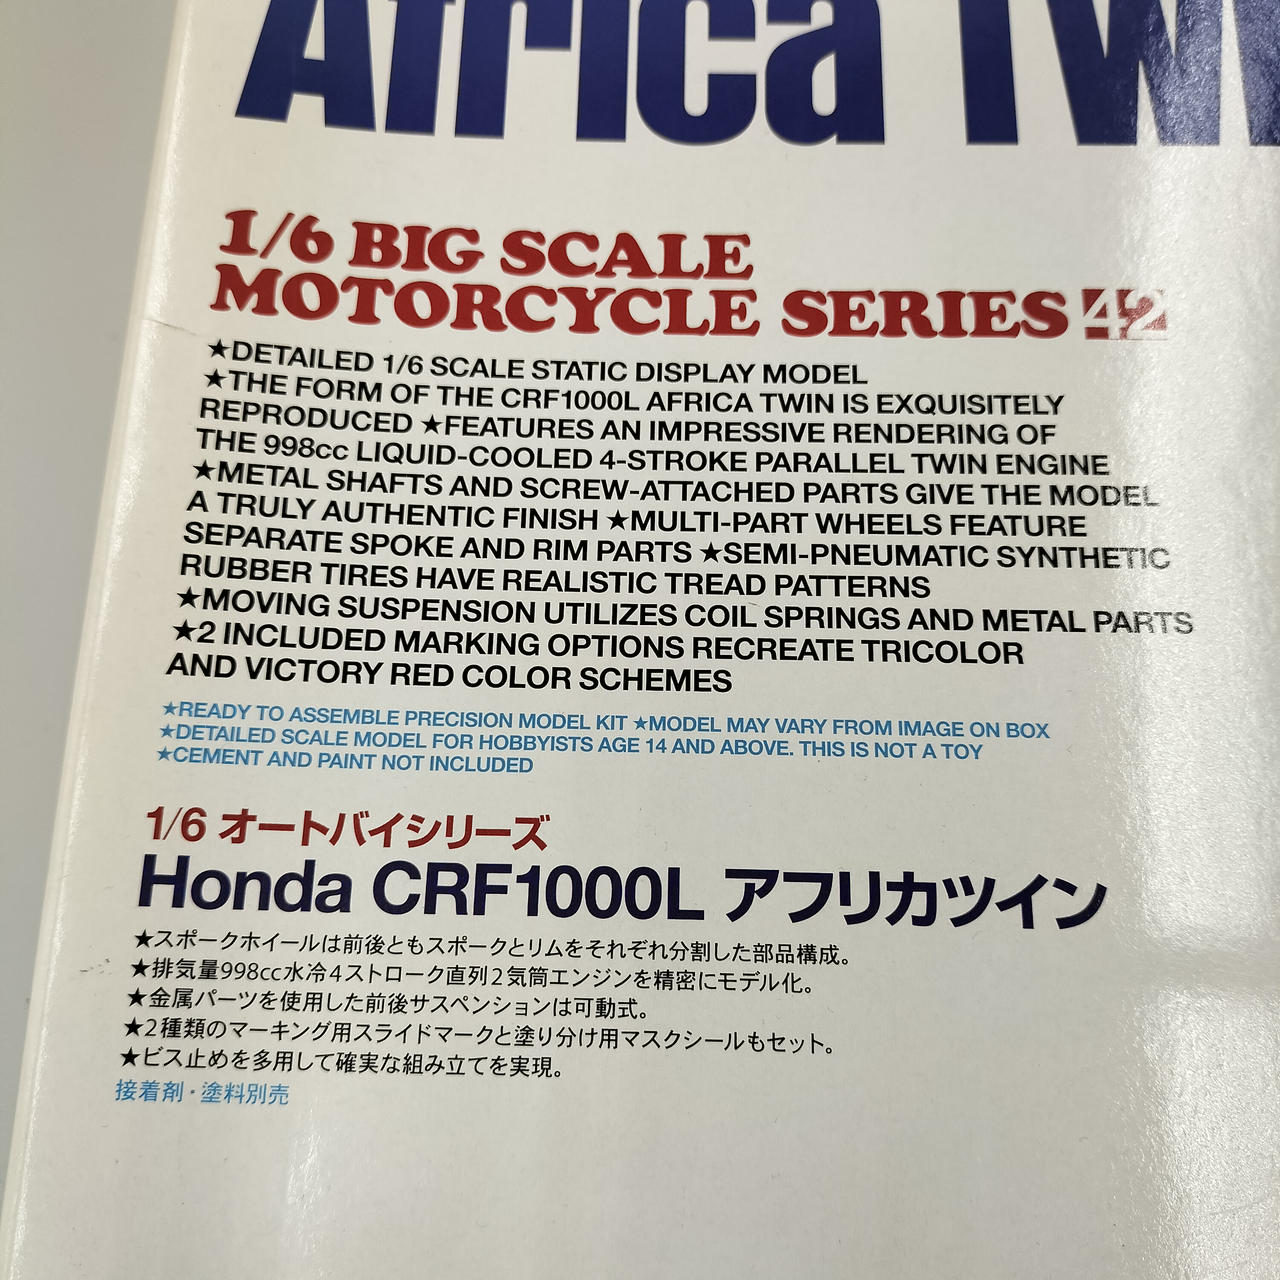 Africa Twi
1/6 BIG SCALE
MOTORCYCLE SERIES 42
★DETAILED 1/6 SCALE STATIC DISPLAY MODEL
★THE FORM OF THE CRF1000L AFRICA TWIN IS EXQUISITELY
REPRODUCED ★FEATURES AN IMPRESSIVE RENDERING OF
THE 998cc LIQUID-COOLED 4-STROKE PARALLEL TWIN ENGINE
★METAL SHAFTS AND SCREW-ATTACHED PARTS GIVE THE MODEL
A TRULY AUTHENTIC FINISH ★MULTI-PART WHEELS FEATURE
SEPARATE SPOKE AND RIM PARTS ★SEMI-PNEUMATIC SYNTHETIC
RUBBER TIRES HAVE REALISTIC TREAD PATTERNS
★MOVING SUSPENSION UTILIZES COIL SPRINGS AND METAL PARTS
★2 INCLUDED MARKING OPTIONS RECREATE TRICOLOR
AND VICTORY RED COLOR SCHEMES
★READY TO ASSEMBLE PRECISION MODEL KIT ★MODEL MAY VARY FROM IMAGE ON BOX
★DETAILED SCALE MODEL FOR HOBBYISTS AGE 14 AND ABOVE. THIS IS NOT A TOY
★CEMENT AND PAINT NOT INCLUDED
1/6 オートバイシリーズ
Honda CRF1000L アフリカツイン
★スポークホイールは前後ともスポークとリムをそれぞれ分割した部品構成。
★排気量998cc水冷4ストローク直列2気筒エンジンを精密にモデル化。
★金属パーツを使用した前後サスペンションは可動式。
★2種類のマーキング用スライドマークと塗り分け用マスクシールもセット。
★ビス止めを多用して確実な組み立てを実現。
接着剤・塗料別売